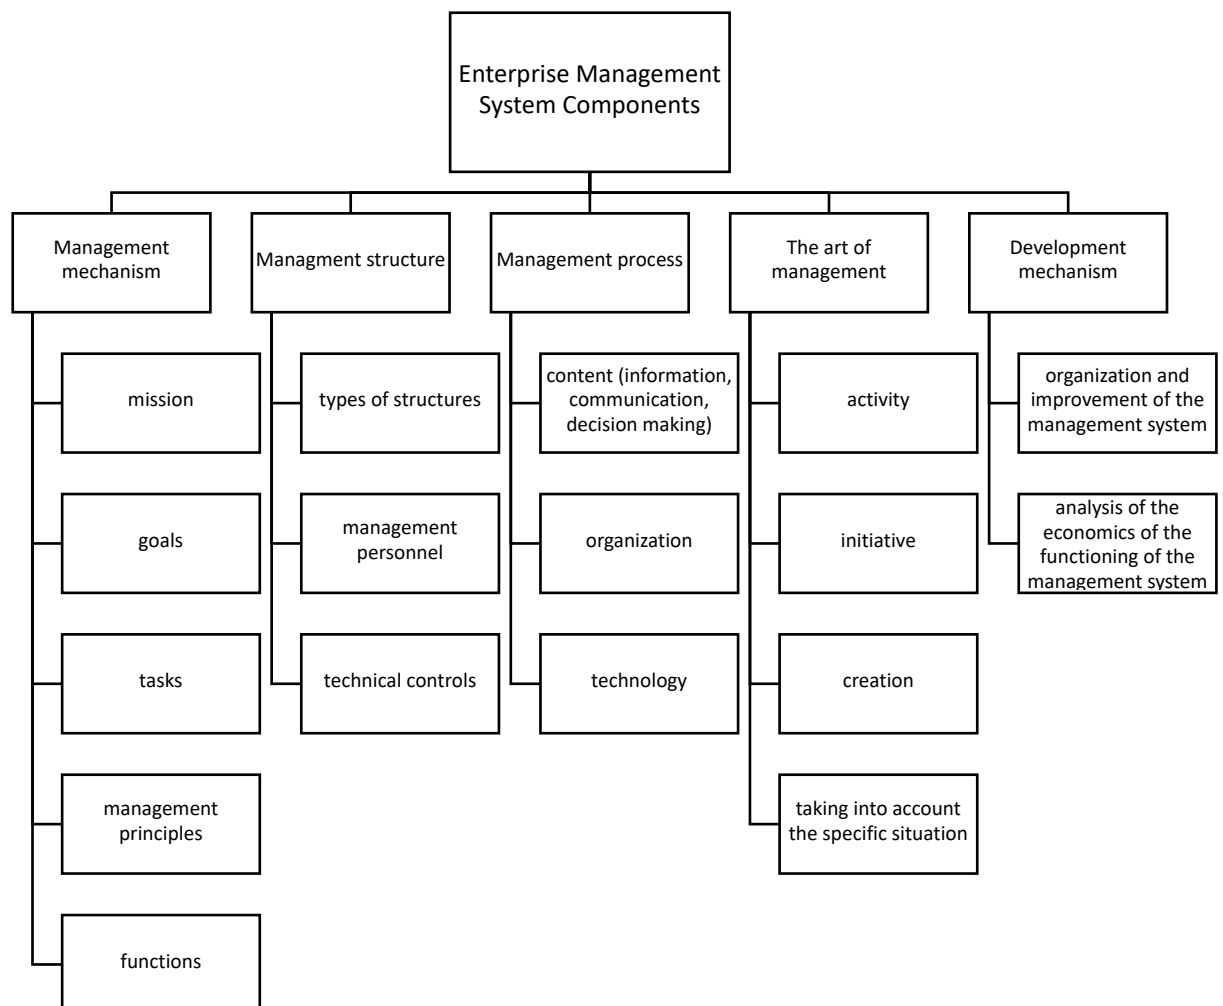 Enterprise Management
System Components
Management
mechanism
Managment structure
Management process
The art of
management
Development
mechanism
mission
goals
tasks
management
principles
functions
types of structures
management
personnel
technical controls
content (information,
communication,
decision making)
organization
technology
activity
initiative
creation
taking into account
the specific situation
organization and
improvement of the
management system
analysis of the
economics of the
functioning of the
management system